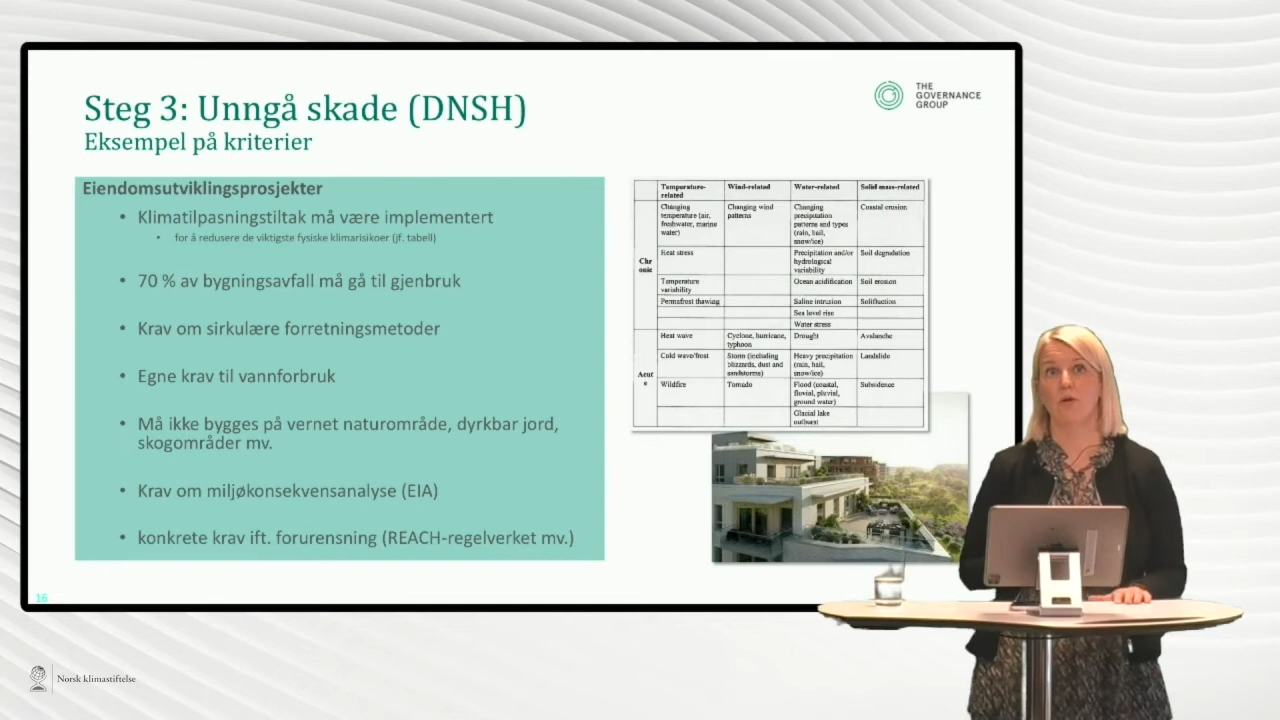 Steg 3: Unngå skade (DNSH)
Eksempel på kriterier
THE
GOVERNANCE
GROUP
Eiendomsutviklingsprosjekter
• Klimatilpasningstiltak må være implementert
• for å redusere de viktigste fysiske klimarisikoer (jf. tabell)
• 70 % av bygningsavfall må gå til gjenbruk
• Krav om sirkulære forretningsmetoder
• Egne krav til vannforbruk
• Må ikke bygges på vernet naturområde, dyrkbar jord,
skogområder mv.
• Krav om miljøkonsekvensanalyse (EIA)
• konkrete krav ift. forurensning (REACH-regelverket mv.)
Temperature-
related
Wind-related
Water-related
Solid mass-related
Chr
onic
Changing
temperature (air,
freshwater, marine
water)
Changing wind
patterns
Changing
precipitation
patterns and types
(rain, hail,
snow/ice)
Coastal erosion
Heat stress
Precipitation and/or
hydrological
variability
Soil degradation
Temperature
variability
Ocean acidification
Soil erosion
Permafrost thawing
Saline intrusion
Solifluction
Sea level rise
Water stress
Acut
e
Heat wave
Cyclone, hurricane,
typhoon
Drought
Avalanche
Cold wave/frost
Storm (including
blizzards, dust and
sandstorms)
Heavy precipitation
(rain, hail,
snow/ice)
Landslide
Wildfire
Tornado
Flood (coastal,
fluvial, pluvial,
ground water)
Subsidence
Glacial lake
outburst
16
Norsk klimastiftelse